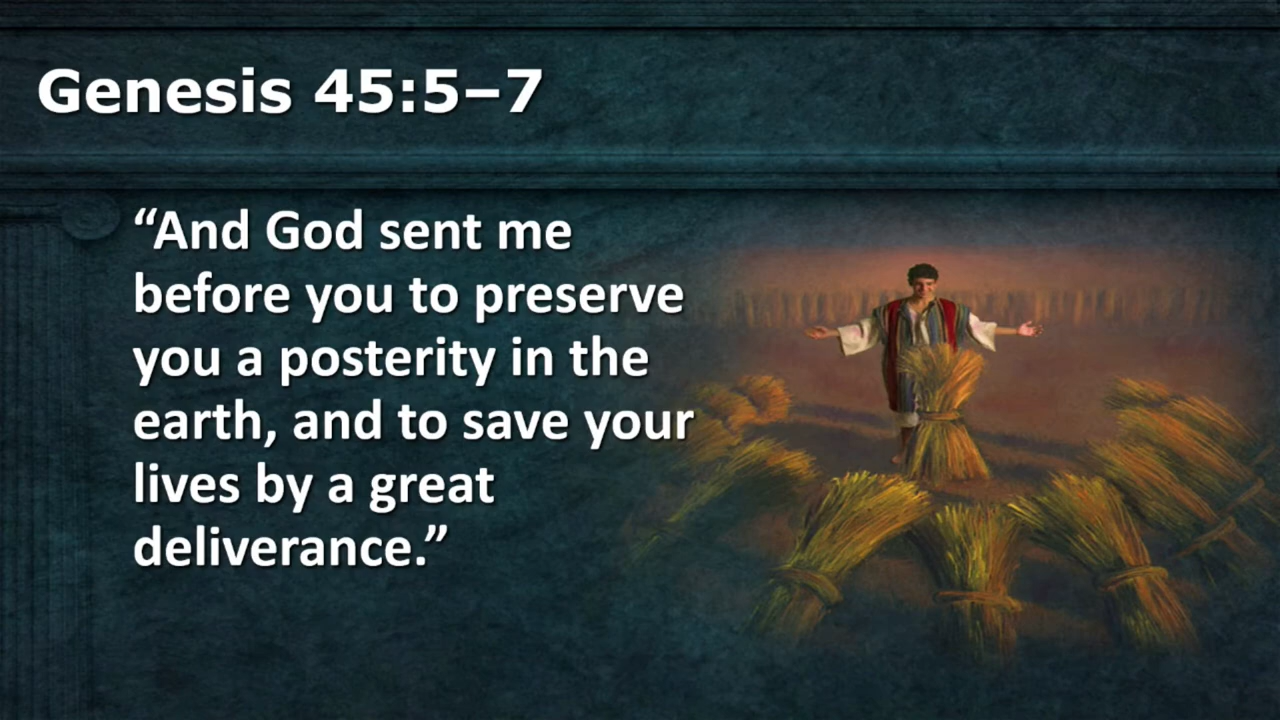 Genesis 45:5–7
“And God sent me
before you to preserve
you a posterity in the
earth, and to save your
lives by a great
deliverance.”